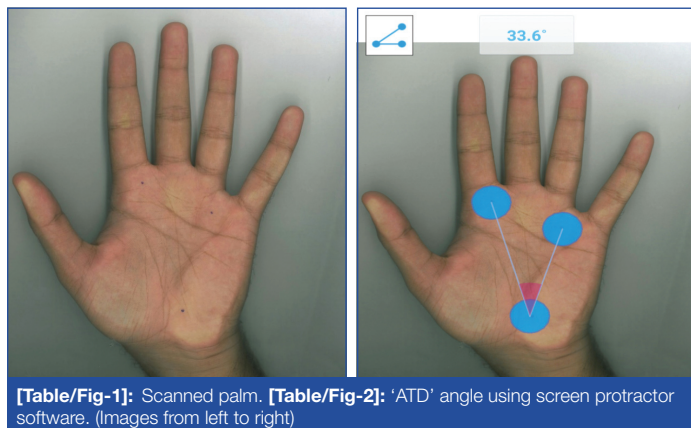 33.6°
[Table/Fig-1]: Scanned palm. [Table/Fig-2]: ‘ATD’ angle using screen protractor
software. (Images from left to right)